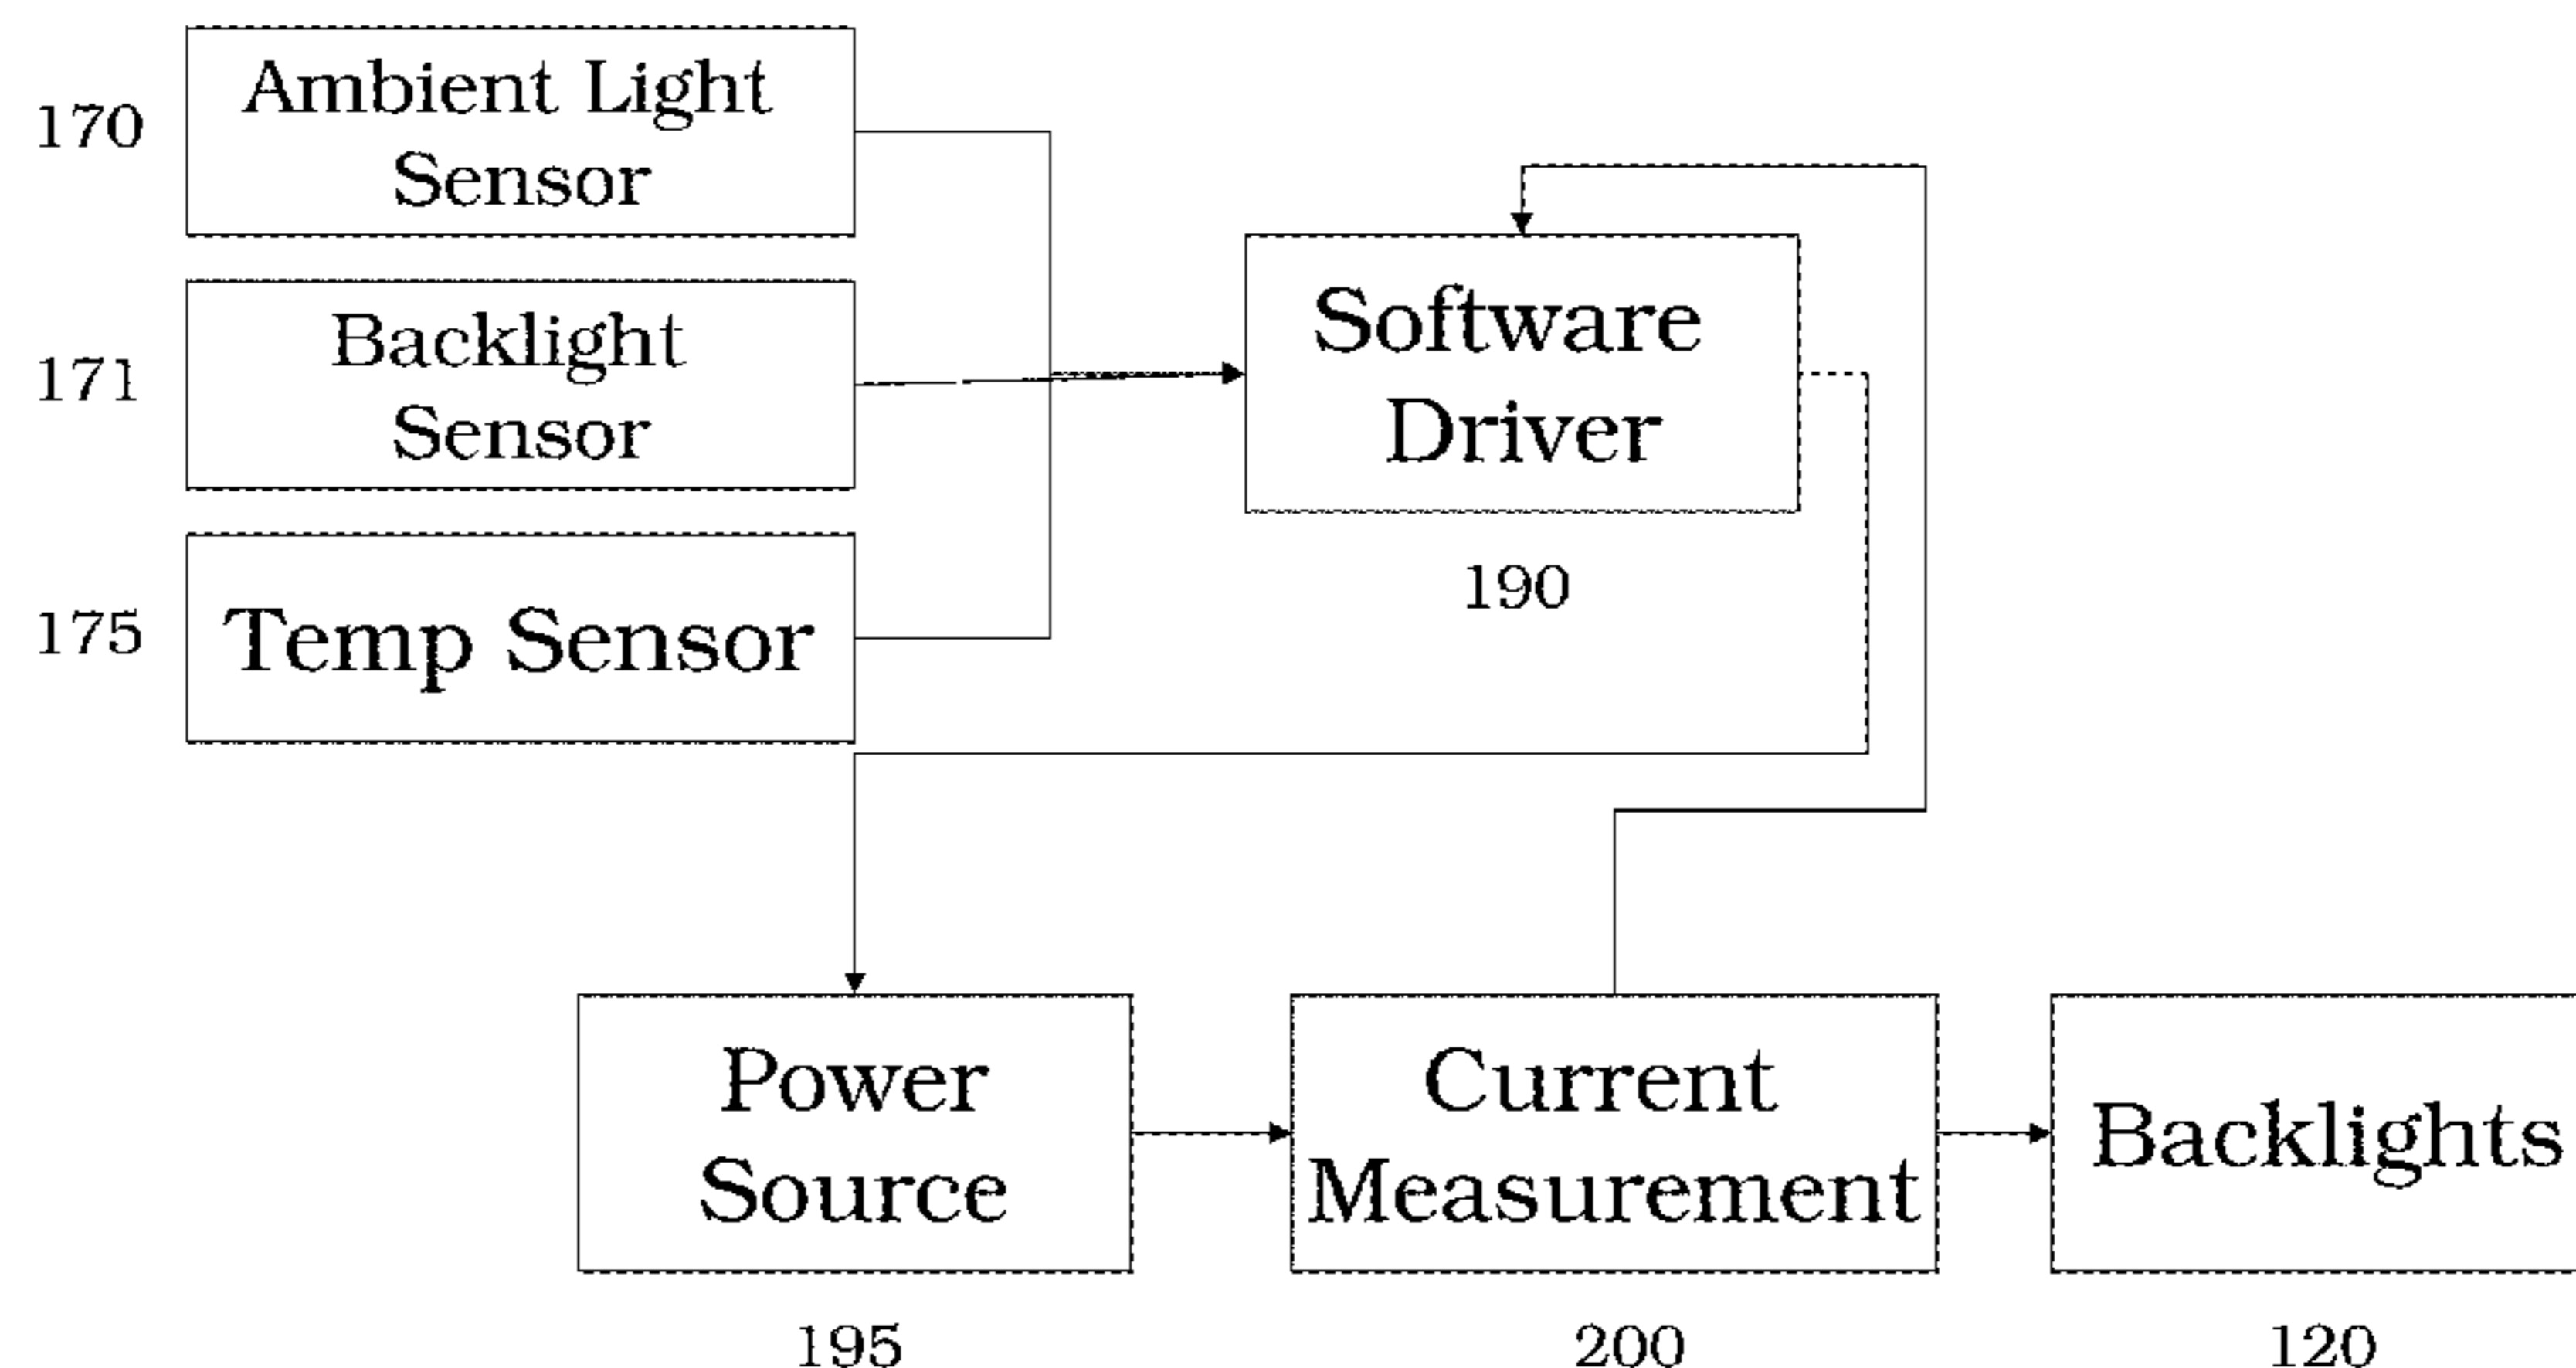 170
Ambient Light
Sensor
171
Backlight
Sensor
175
Temp Sensor
Software
Driver
190
Power
Source
195
Current
Measurement
200
Backlights
120